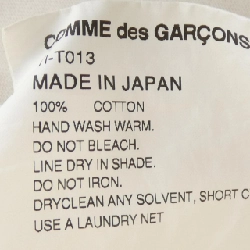 COMME des GARÇONS
-T013
MADE IN JAPAN
100% COTTON
HAND WASH WARM.
DO NOT BLEACH.
LINE DRY IN SHADE.
DO NOT IRON.
DRYCLEAN ANY SOLVENT, SHORT C
USE A LAUNDRY NET